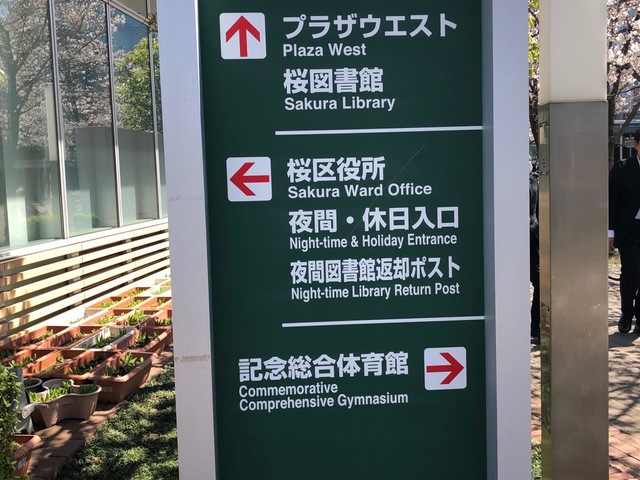 プラザウエスト
Plaza West
桜図書館
Sakura Library
桜区役所
Sakura Ward Office
夜間・休日入口
Night-time & Holiday Entrance
夜間図書館返却ポスト
Night-time Library Return Post
記念総合体育館
Commemorative
Comprehensive Gymnasium